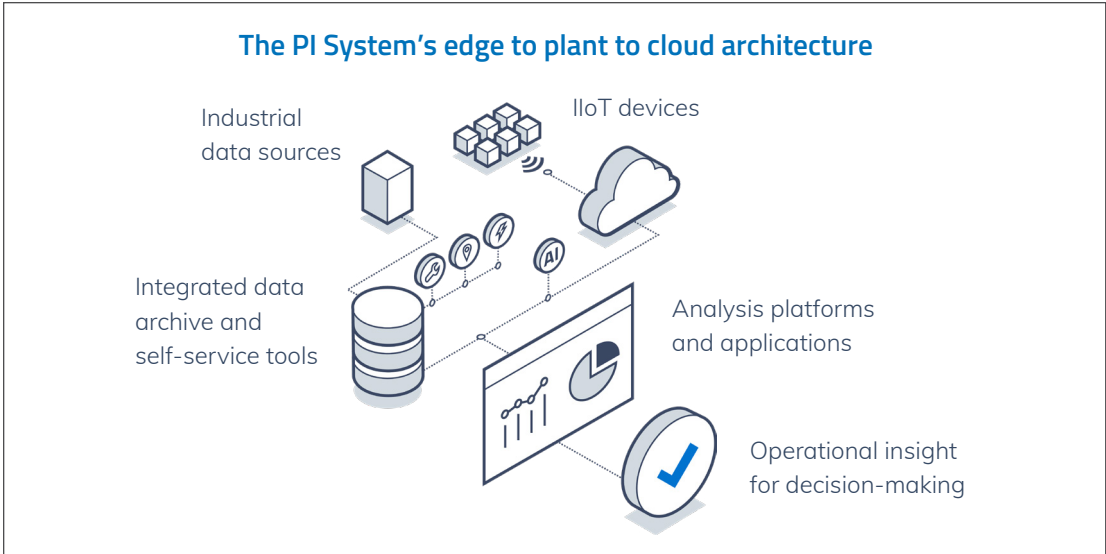 The PI System's edge to plant to cloud architecture
Industrial
data sources
IIoT devices
AI
Integrated data
archive and
self-service tools
Analysis platforms
and applications
Operational insight
for decision-making